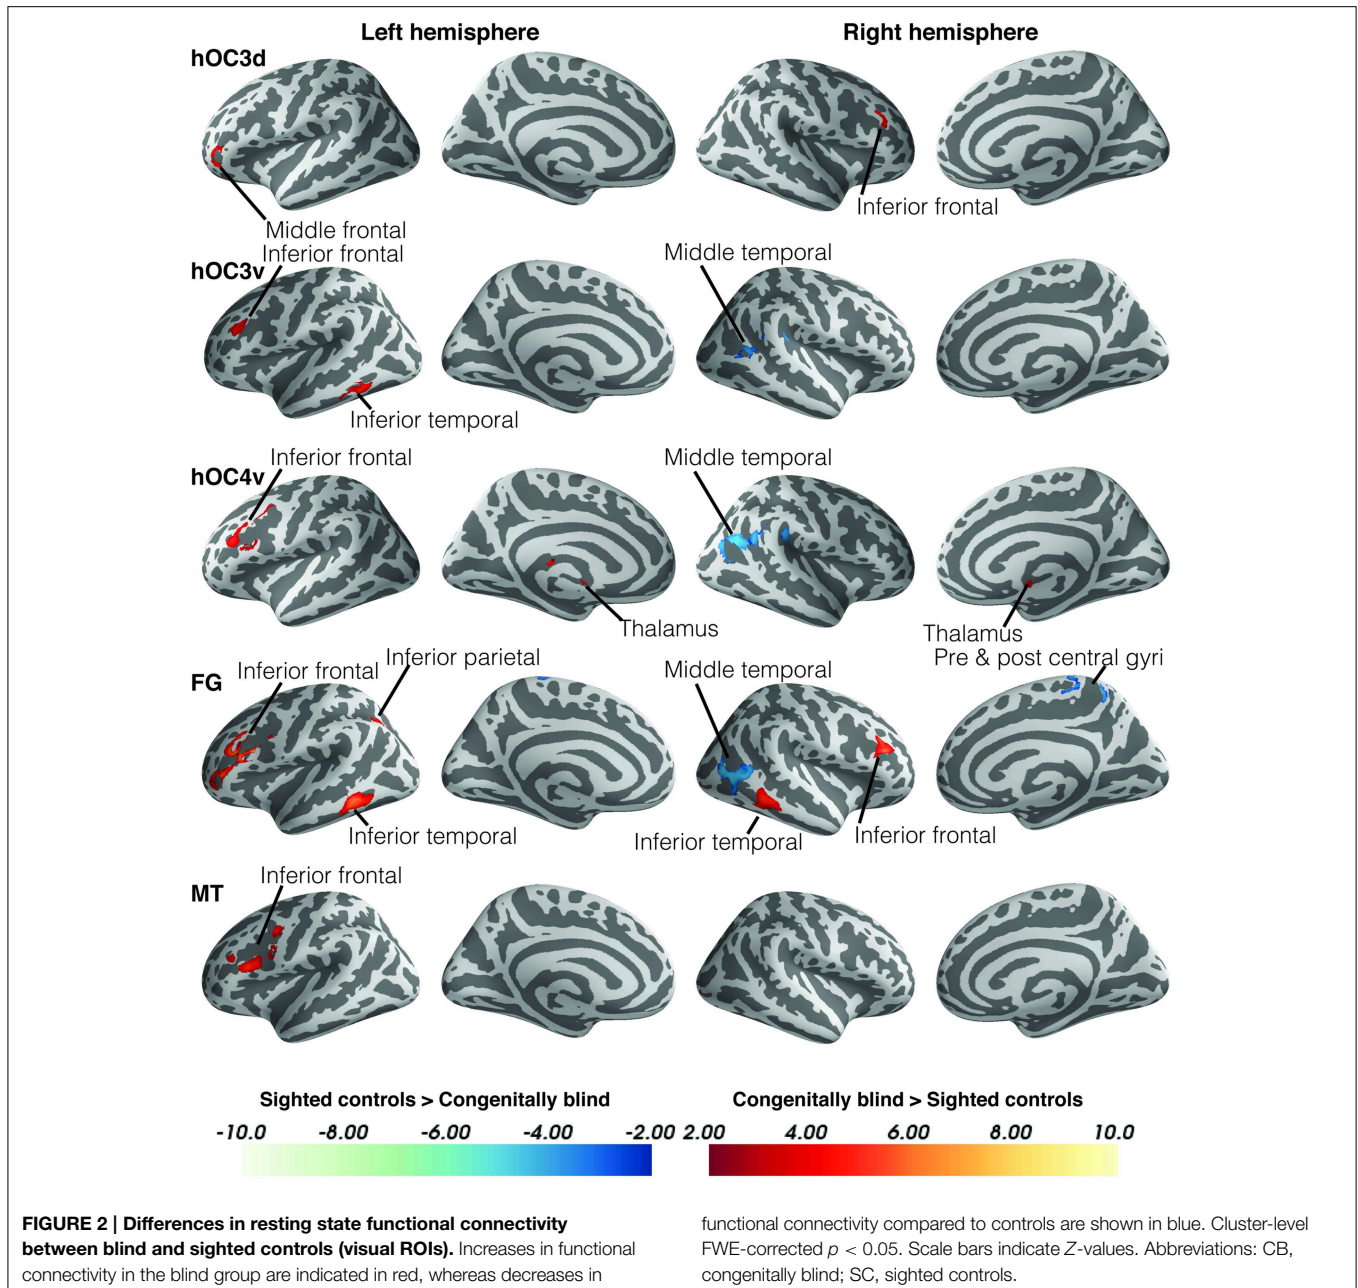 Left hemisphere
Right hemisphere
hOC3d
Inferior frontal
Middle frontal
Inferior frontal
hOC3v
Middle temporal
Inferior temporal
Inferior frontal
hOC4v
Middle temporal
Thalamus
Thalamus
Pre & post central gyri
Inferior frontal
Inferior parietal
FG
Middle temporal
Inferior temporal
Inferior temporal
Inferior frontal
Inferior frontal
MT
Sighted controls > Congenitally blind
Congenitally blind > Sighted controls
-10.0 -8.00 -6.00 -4.00 -2.00
2.00 4.00 6.00 8.00 10.0
FIGURE 2 | Differences in resting state functional connectivity
between blind and sighted controls (visual ROIs). Increases in functional
connectivity in the blind group are indicated in red, whereas decreases in
functional connectivity compared to controls are shown in blue. Cluster-level
FWE-corrected p < 0.05. Scale bars indicate Z-values. Abbreviations: CB,
congenitally blind; SC, sighted controls.